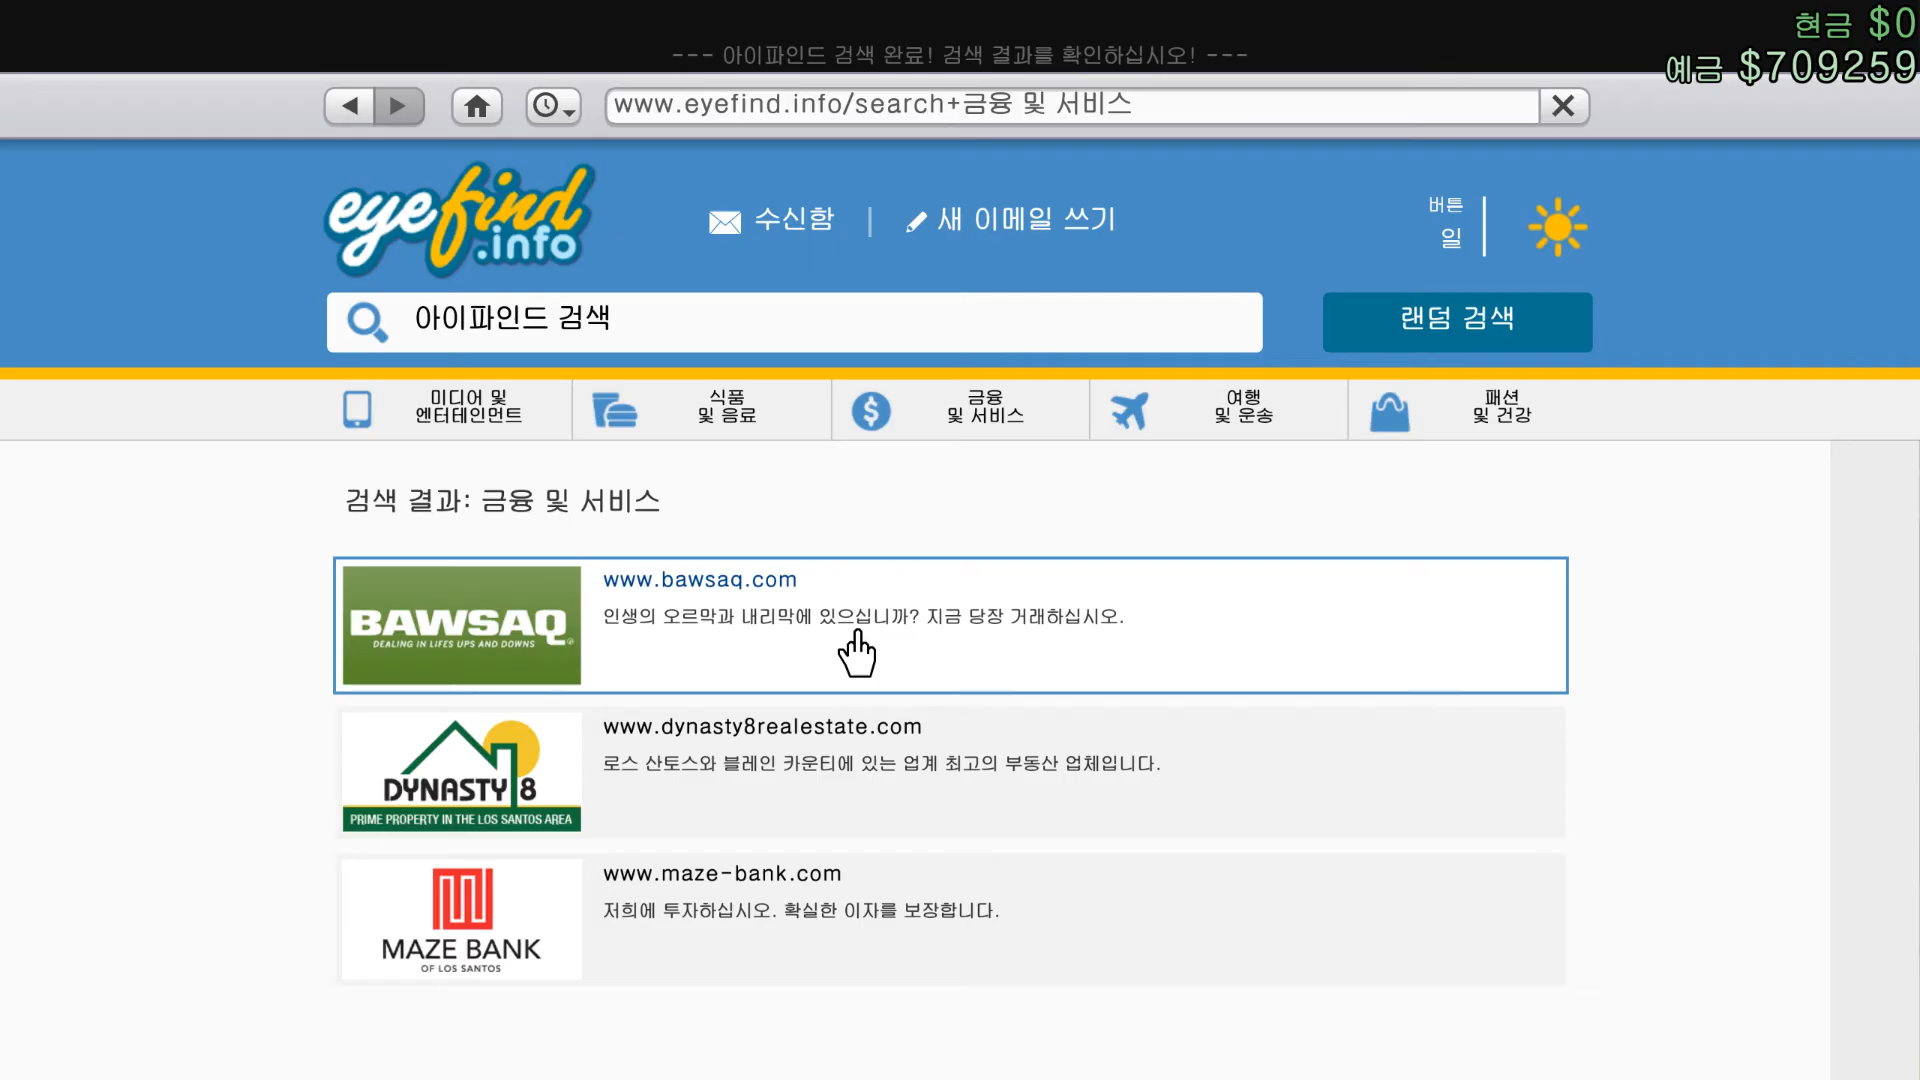 현금 $0
--- 아이파인드 검색 완료! 검색 결과를 확인하십시오! ---
예금 $709259
www.eyefind.info/search+금융 및 서비스
eyefind
.info
수신함
새 이메일 쓰기
버튼
일
아이파인드 검색
랜덤 검색
미디어 및
엔터테인먼트
식품
및 음료
금융
및 서비스
여행
및 운송
패션
및 건강
검색 결과: 금융 및 서비스
BAWSAQ
DEALING IN LIFES UPS AND DOWNS
www.bawsaq.com
인생의 오르막과 내리막에 있으십니까? 지금 당장 거래하십시오.
DYNASTY 8
PRIME PROPERTY IN THE LOS SANTOS AREA
www.dynasty8realestate.com
로스 산토스와 블레인 카운티에 있는 업계 최고의 부동산 업체입니다.
MAZE BANK
OF LOS SANTOS
www.maze-bank.com
저희에 투자하십시오. 확실한 이자를 보장합니다.